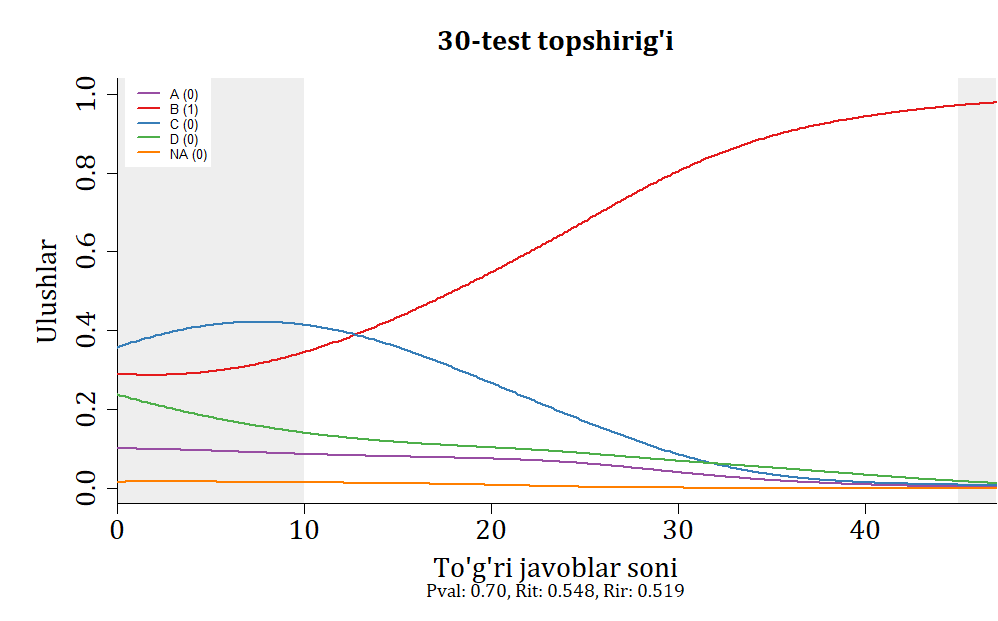 30-test topshirig'i
A (0)
B (1)
C (0)
D (0)
NA (0)
Ulushlar
1.0
0.8
0.6
0.4
0.2
0.0
0 10 20 30 40
To'g'ri javoblar soni
Pval: 0.70, Rit: 0.548, Rir: 0.519